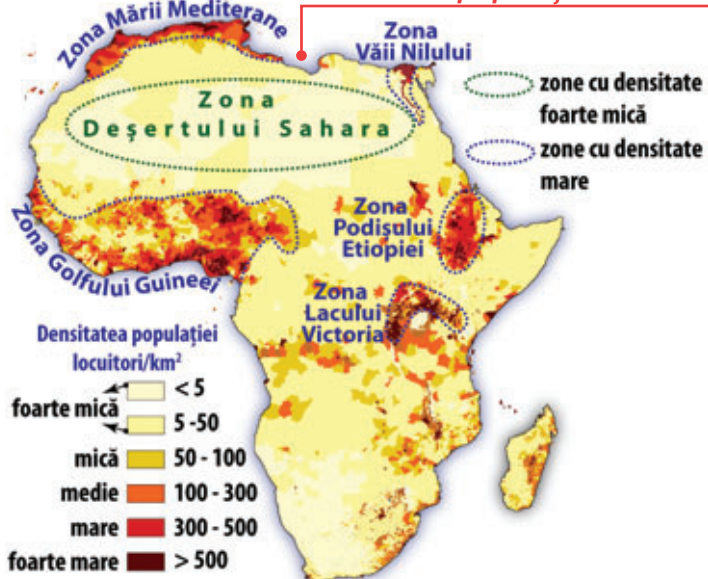 Zona Mării Mediterane
Zona
Văii Nilului
Zona
Deșertului Sahara
zone cu densitate
foarte mică
zone cu densitate
mare
Zona
Podișului
Etiopiei
Zona Golfului Guineei
Zona
Lacului
Victoria
Densitatea populației
locuitori/km²
foarte mică
< 5
5 -50
mică 50 - 100
medie 100 - 300
mare 300 - 500
foarte mare > 500